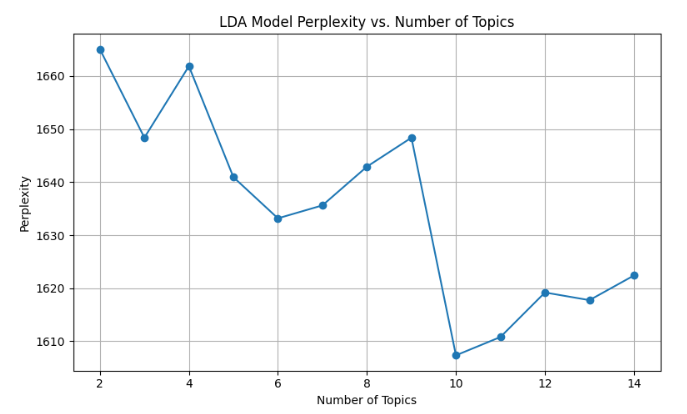 LDA Model Perplexity vs. Number of Topics
1660
1650
1640
1630
1620
1610
Perplexity
2 4 6 8 10 12 14
Number of Topics